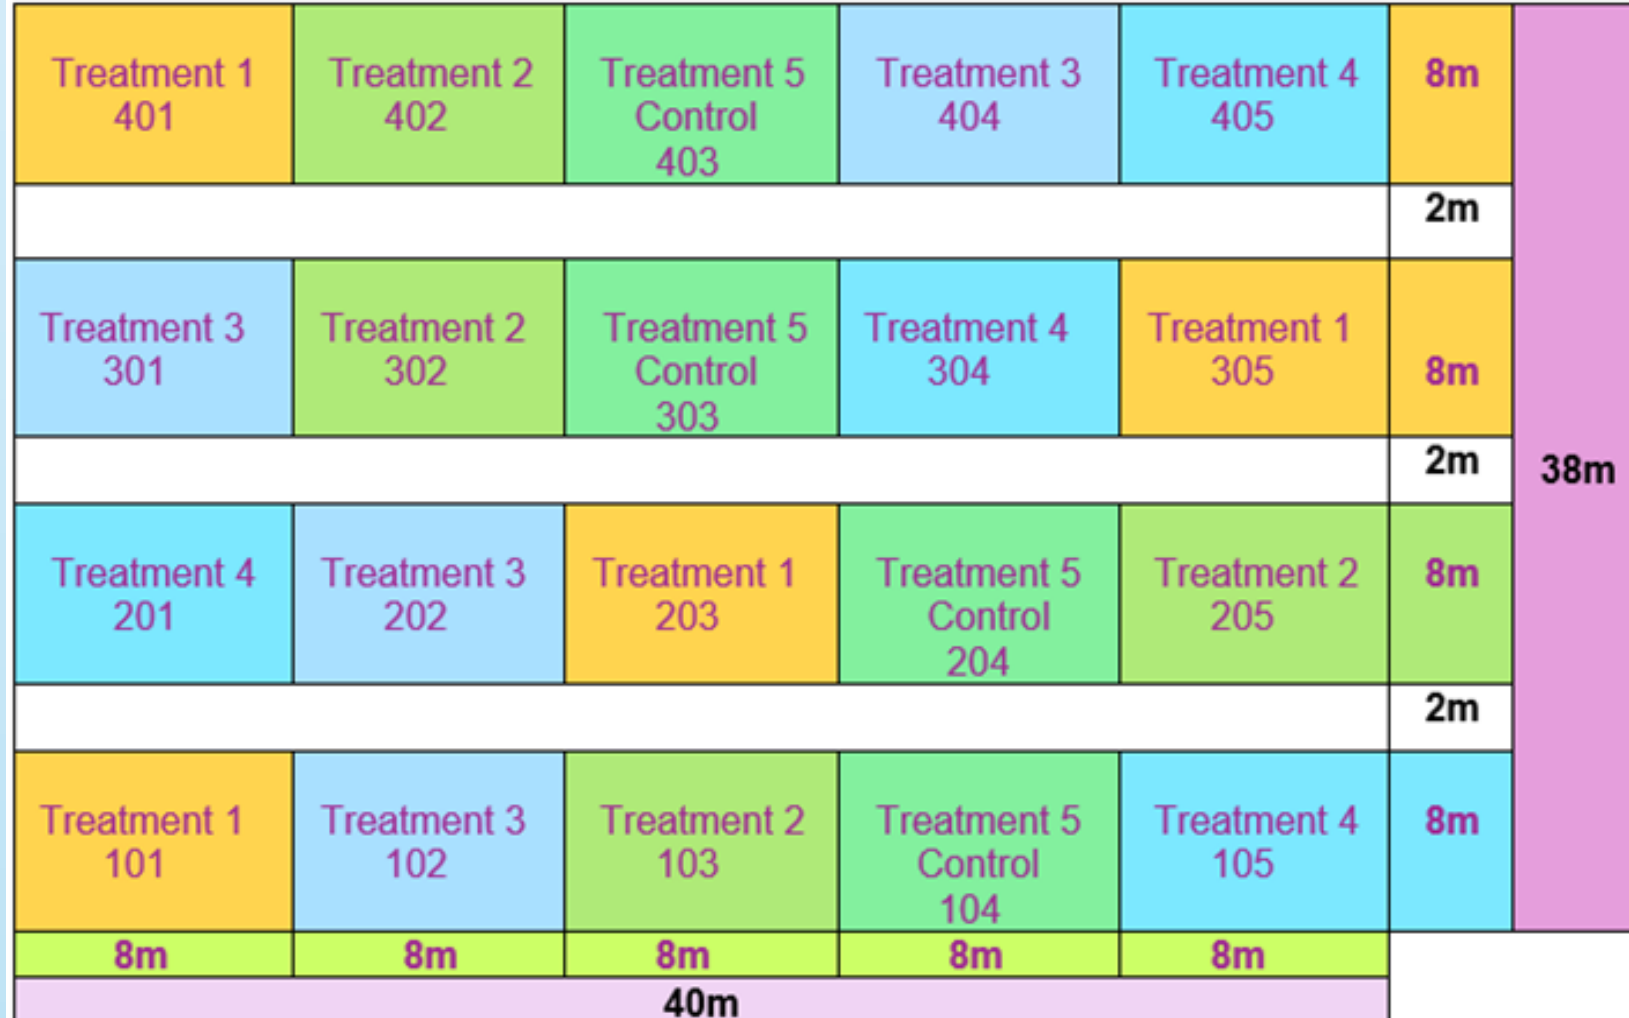 Treatment 1
401
Treatment 2
402
Treatment 5
Control
403
Treatment 3
404
Treatment 4
405
8m
2m
Treatment 3
301
Treatment 2
302
Treatment 5
Control
303
Treatment 4
304
Treatment 1
305
8m
2m
38m
Treatment 4
201
Treatment 3
202
Treatment 1
203
Treatment 5
Control
204
Treatment 2
205
8m
2m
Treatment 1
101
Treatment 3
102
Treatment 2
103
Treatment 5
Control
104
Treatment 4
105
8m
8m
8m
8m
8m
8m
40m